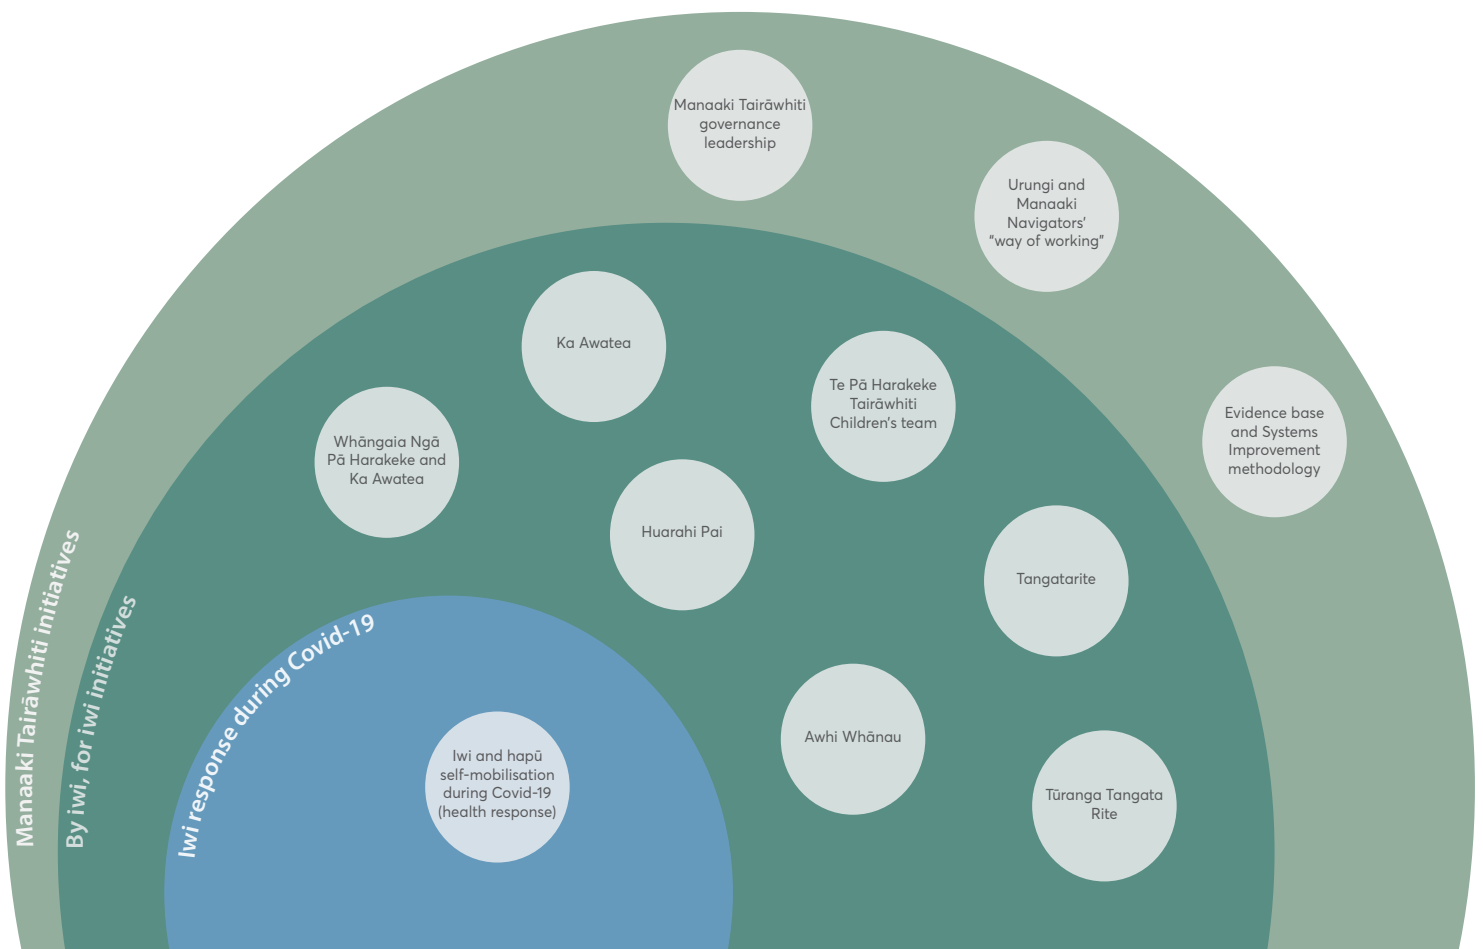 Manaaki Tairāwhiti
governance
leadership
Urungi and
Manaaki
Navigators’
“way of working”
Evidence base
and Systems
Improvement
methodology
Manaaki Tairāwhiti initiatives
Ka Awatea
Te Pā Harakeke
Tairāwhiti
Children’s team
Whāngaia Ngā
Pā Harakeke and
Ka Awatea
Huarahi Pai
Tangatarite
Awhi Whānau
Tūranga Tangata
Rite
By iwi, for iwi initiatives
Iwi response during Covid-19
Iwi and hapū
self-mobilisation
during Covid-19
(health response)